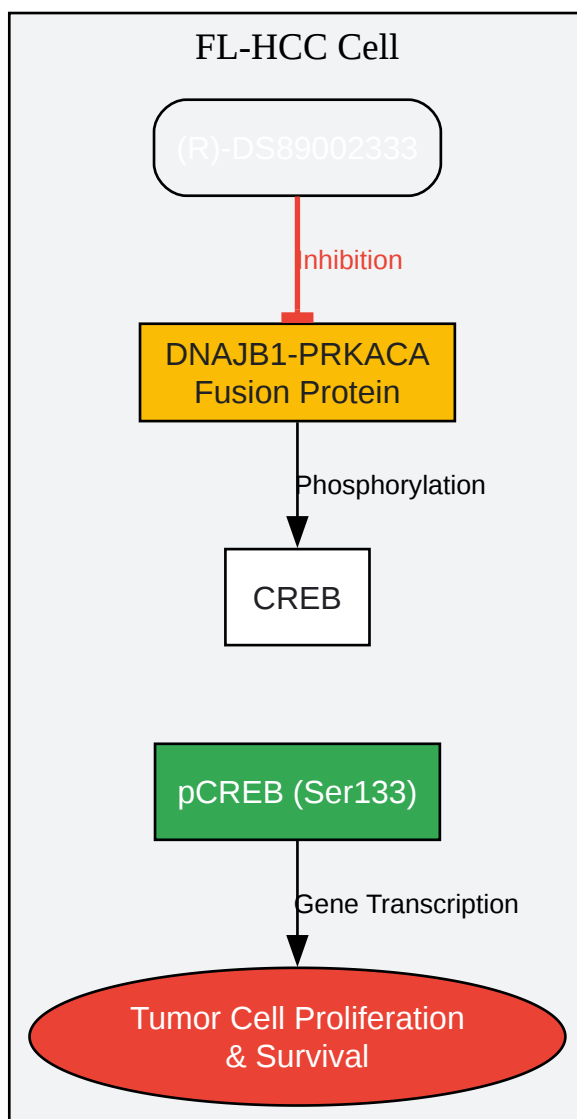 FL-HCC Cell
(R)-DS89002333
Inhibition
DNAJB1-PRKACA
Fusion Protein
Phosphorylation
CREB
pCREB (Ser133)
Gene Transcription
Tumor Cell Proliferation
& Survival